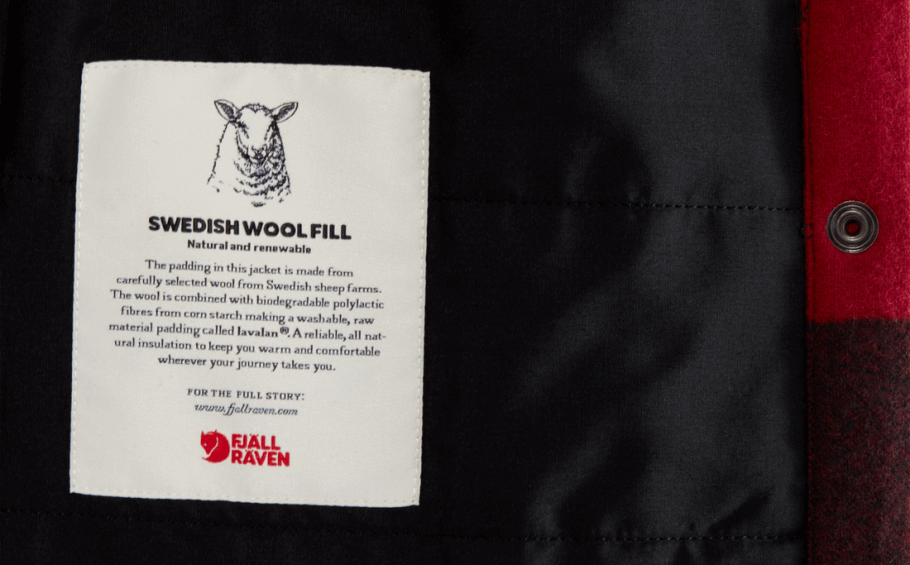 SWEDISH WOOL FILL
Natural and renewable
The padding in this jacket is made from
carefully selected wool from Swedish sheep farms.
The wool is combined with biodegradable polylactic
fibres from corn starch making a washable, raw
material padding called lavalan®. A reliable, all nat-
ural insulation to keep you warm and comfortable
wherever your journey takes you.
FOR THE FULL STORY:
www.fjallraven.com
FJÄLL
RÄVEN